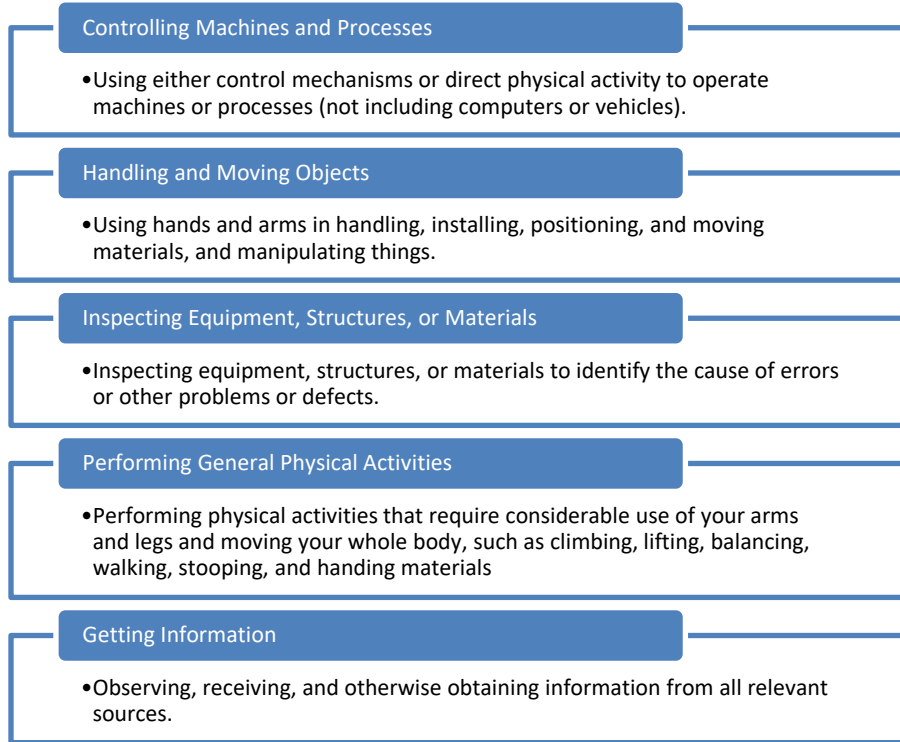 Controlling Machines and Processes
•Using either control mechanisms or direct physical activity to operate
machines or processes (not including computers or vehicles).
Handling and Moving Objects
•Using hands and arms in handling, installing, positioning, and moving
materials, and manipulating things.
Inspecting Equipment, Structures, or Materials
•Inspecting equipment, structures, or materials to identify the cause of errors
or other problems or defects.
Performing General Physical Activities
•Performing physical activities that require considerable use of your arms
and legs and moving your whole body, such as climbing, lifting, balancing,
walking, stooping, and handing materials
Getting Information
•Observing, receiving, and otherwise obtaining information from all relevant
sources.